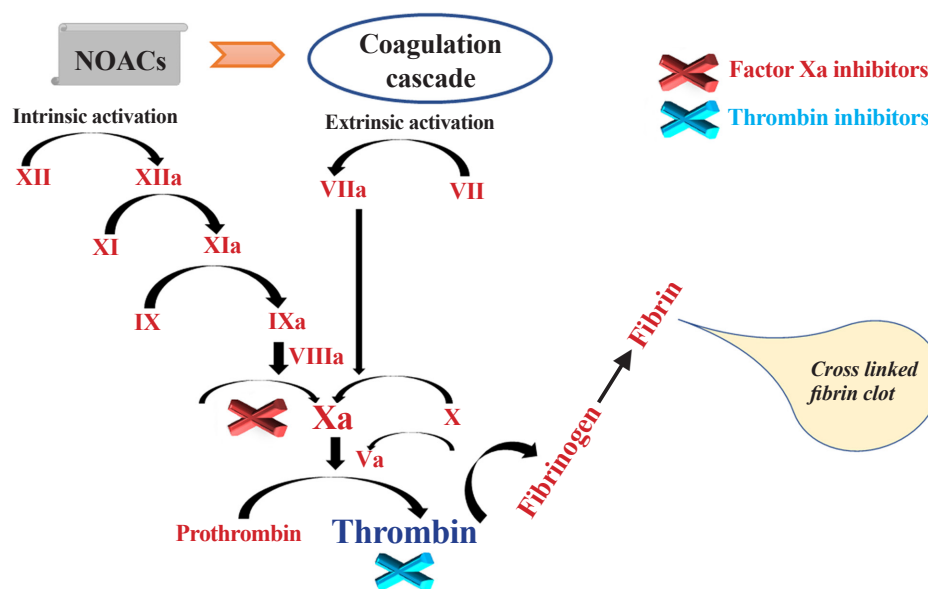 NOACs
Coagulation
cascade
Factor Xa inhibitors
Thrombin inhibitors
Intrinsic activation
Extrinsic activation
XII
XIIa
VIIa
VII
XI
XIa
IX
IXa
VIIIa
Xa
X
Va
Prothrombin
Thrombin
Fibrinogen
Fibrin
Cross linked
fibrin clot